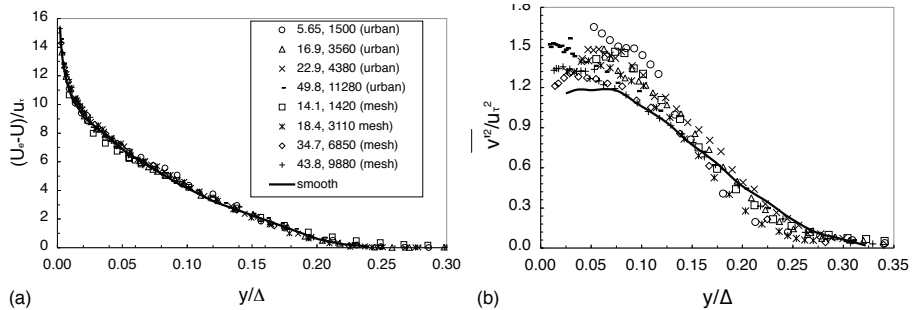 16
14
12
10
8
6
4
2
0
(Uₑ-U)/u_τ
0.00 0.05 0.10 0.15 0.20 0.25 0.30
y/Δ
(a)
5.65, 1500 (urban)
16.9, 3560 (urban)
22.9, 4380 (urban)
49.8, 11280 (urban)
14.1, 1420 (mesh)
18.4, 3110 mesh)
34.7, 6850 (mesh)
43.8, 9880 (mesh)
smooth
1.8
1.5
1.2
0.9
0.6
0.3
0.0
v'²/u_τ²
0.00 0.05 0.10 0.15 0.20 0.25 0.30 0.35
y/Δ
(b)